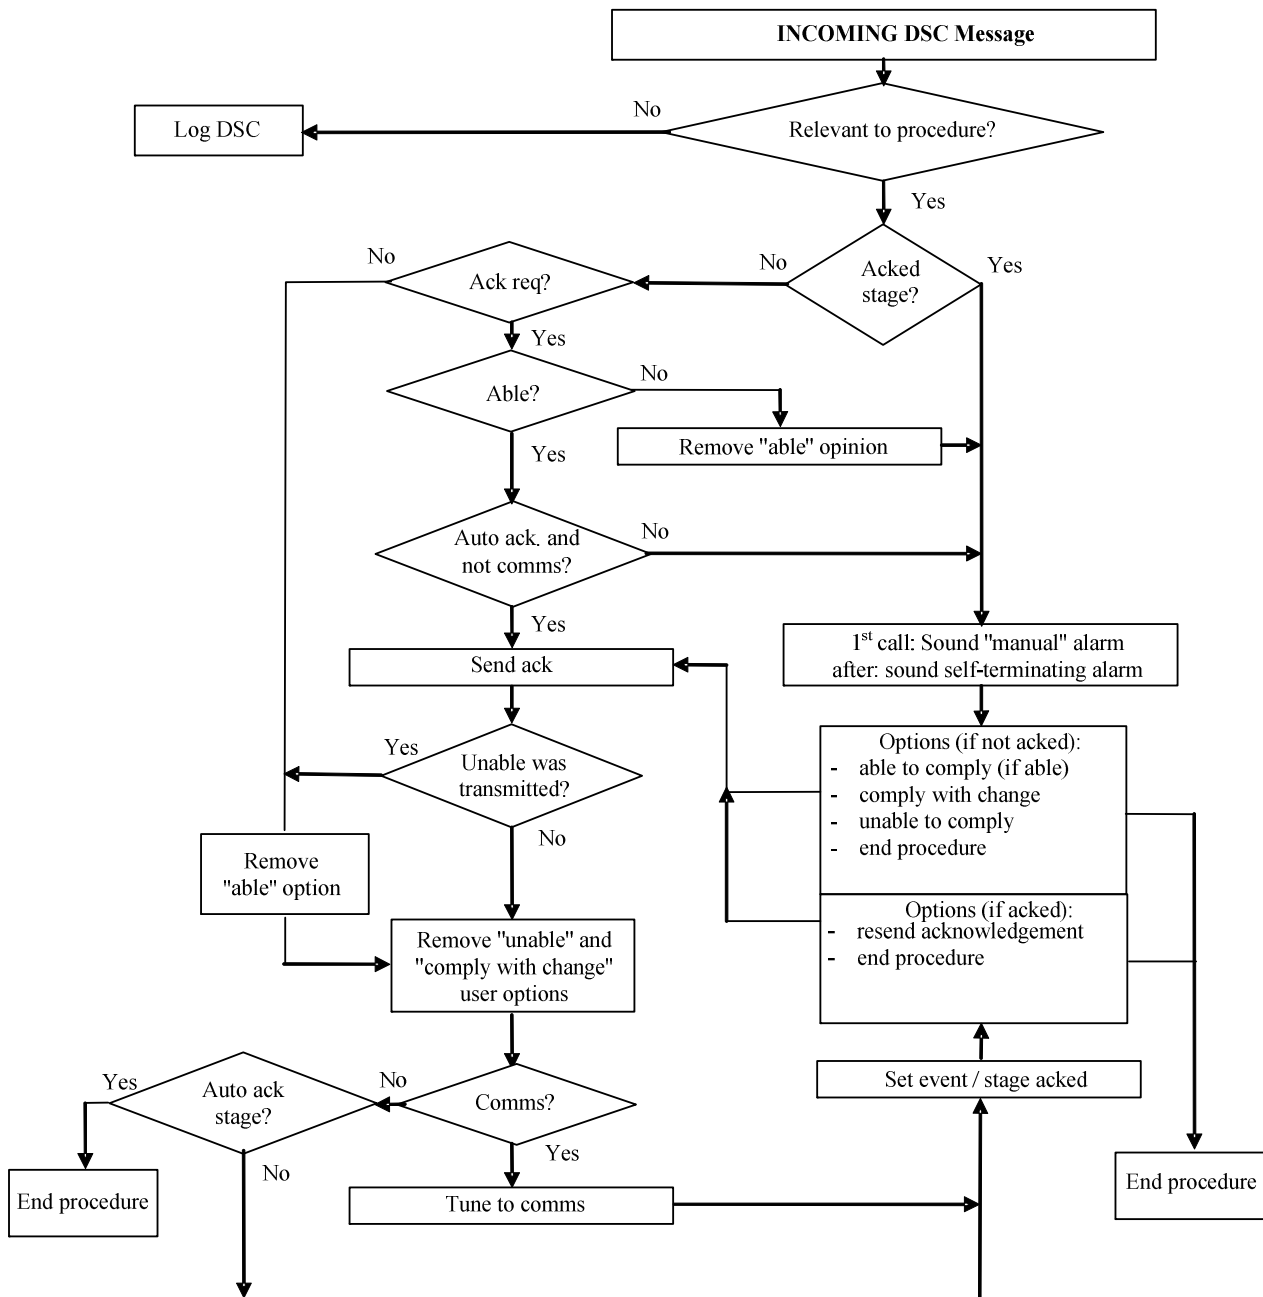 INCOMING DSC Message
No
Log DSC
Relevant to procedure?
Yes
No
Ack req?
No
Acked
stage?
Yes
Yes
Able?
No
Remove "able" opinion
Yes
Auto ack. and
not comms?
No
Yes
Send ack
1st call: Sound "manual" alarm
after: sound self-terminating alarm
Yes
Unable was
transmitted?
No
Options (if not acked):
- able to comply (if able)
- comply with change
- unable to comply
- end procedure
Remove
"able" option
Options (if acked):
- resend acknowledgement
- end procedure
Remove "unable" and
"comply with change"
user options
Set event / stage acked
Yes
Auto ack
stage?
No
Comms?
Yes
No
End procedure
Tune to comms
End procedure